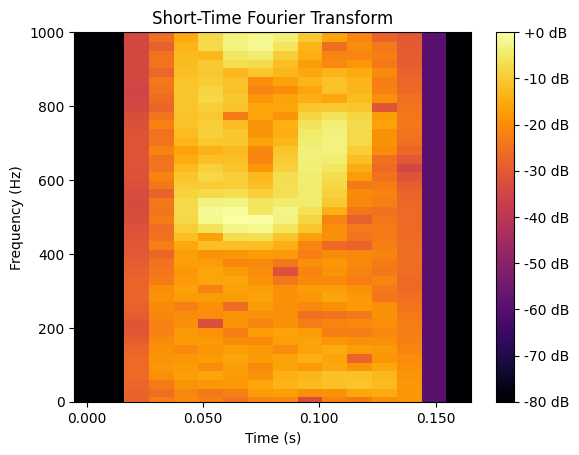 Short-Time Fourier Transform
Frequency (Hz)
1000
800
600
400
200
0
0.000
0.050
0.100
0.150
Time (s)
+0 dB
-10 dB
-20 dB
-30 dB
-40 dB
-50 dB
-60 dB
-70 dB
-80 dB